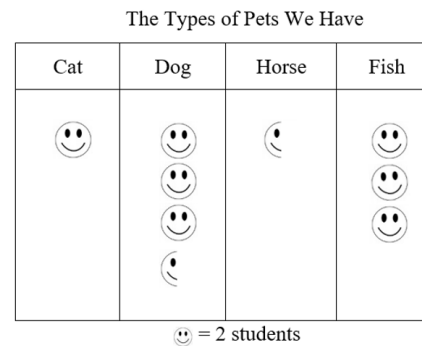 The Types of Pets We Have
Cat Dog Horse Fish
= 2 students